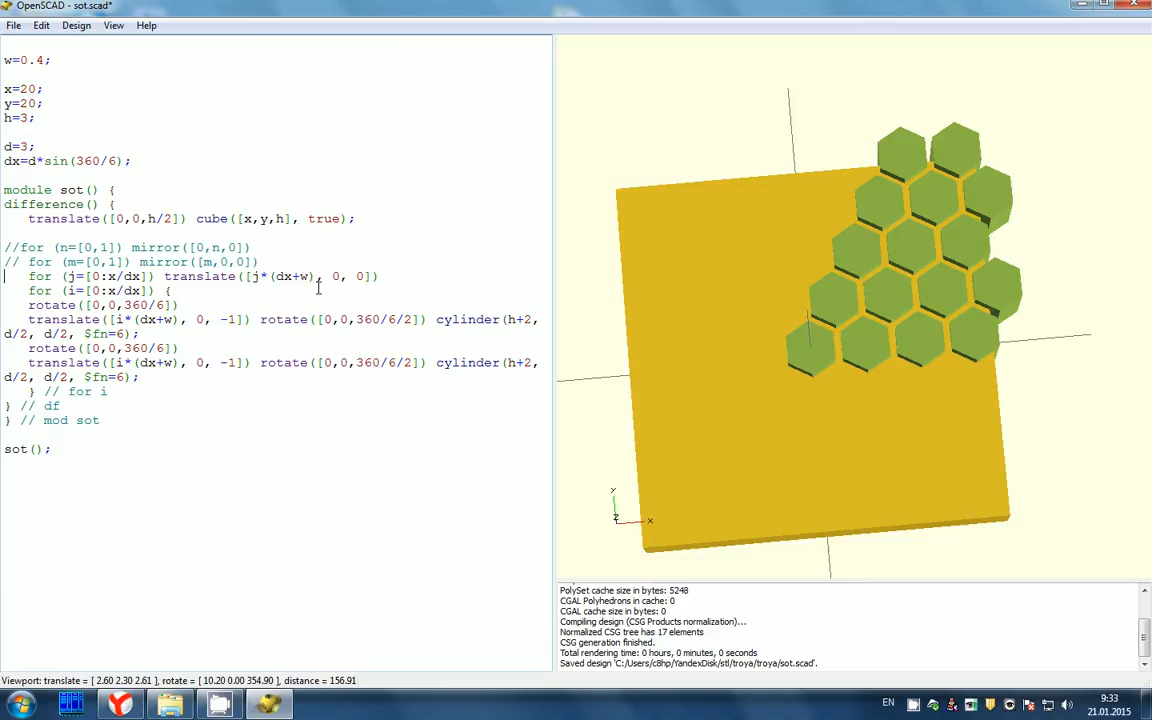 OpenSCAD - sot.scad*
File Edit Design View Help
w=0.4;
x=20;
y=20;
h=3;
d=3;
dx=d*sin(360/6);
module sot() {
difference() {
translate([0,0,h/2]) cube([x,y,h], true);
//for (n=[0,1]) mirror([0,n,0])
// for (m=[0,1]) mirror([m,0,0])
for (j=[0:x/dx]) translate([j*(dx+w), 0, 0])
for (i=[0:x/dx]) {
rotate([0,0,360/6])
translate([i*(dx+w), 0, -1]) rotate([0,0,360/6/2]) cylinder(h+2,
d/2, d/2, $fn=6);
rotate([0,0,360/6])
translate([i*(dx+w), 0, -1]) rotate([0,0,360/6/2]) cylinder(h+2,
d/2, d/2, $fn=6);
} // for i
} // df
} // mod sot
sot();
Y
Z
X
PolySet cache size in bytes: 5248
CGAL Polyhedrons in cache: 0
CGAL cache size in bytes: 0
Compiling design (CSG Products normalization)...
Normalized CSG tree has 17 elements
CSG generation finished.
Total rendering time: 0 hours, 0 minutes, 0 seconds
Saved design 'C:/Users/c8hp/YandexDisk/stl/troya/troya/sot.scad'.
Viewport: translate = [ 2.60 2.30 2.61 ], rotate = [ 10.20 0.00 354.90 ], distance = 156.91
EN
9:33
21.01.2015